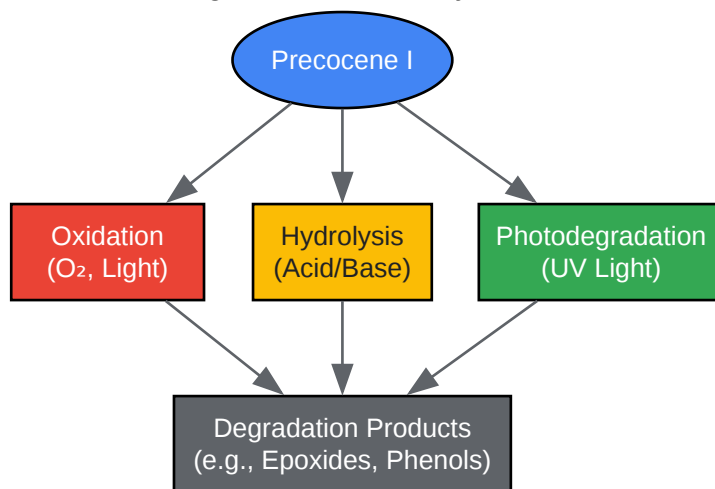 Precocene I
Oxidation
(O₂, Light)
Hydrolysis
(Acid/Base)
Photodegradation
(UV Light)
Degradation Products
(e.g., Epoxides, Phenols)